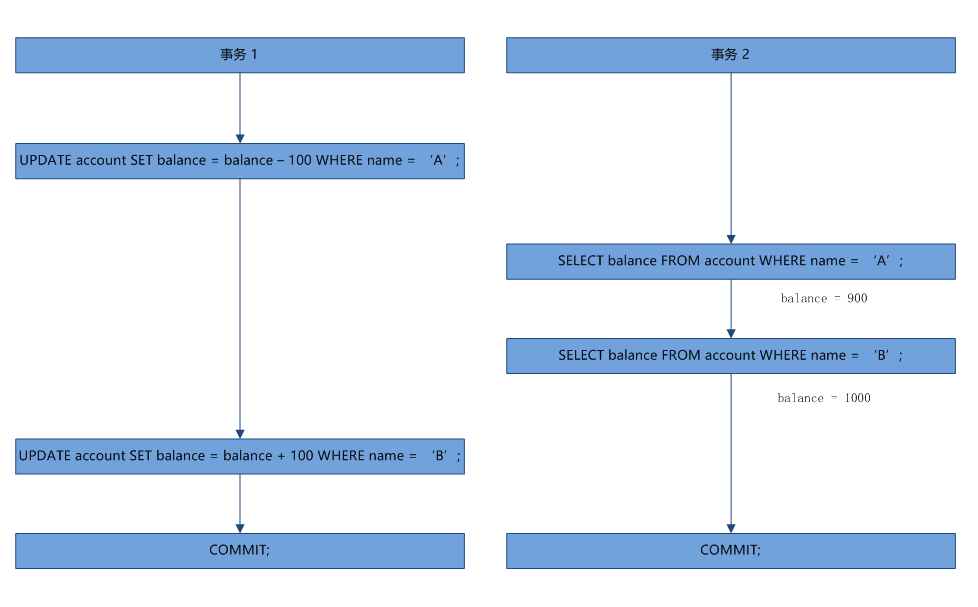 事务 1
事务 2
UPDATE account SET balance = balance – 100 WHERE name = ‘A’;
SELECT balance FROM account WHERE name = ‘A’;
balance = 900
SELECT balance FROM account WHERE name = ‘B’;
balance = 1000
UPDATE account SET balance = balance + 100 WHERE name = ‘B’;
COMMIT;
COMMIT;